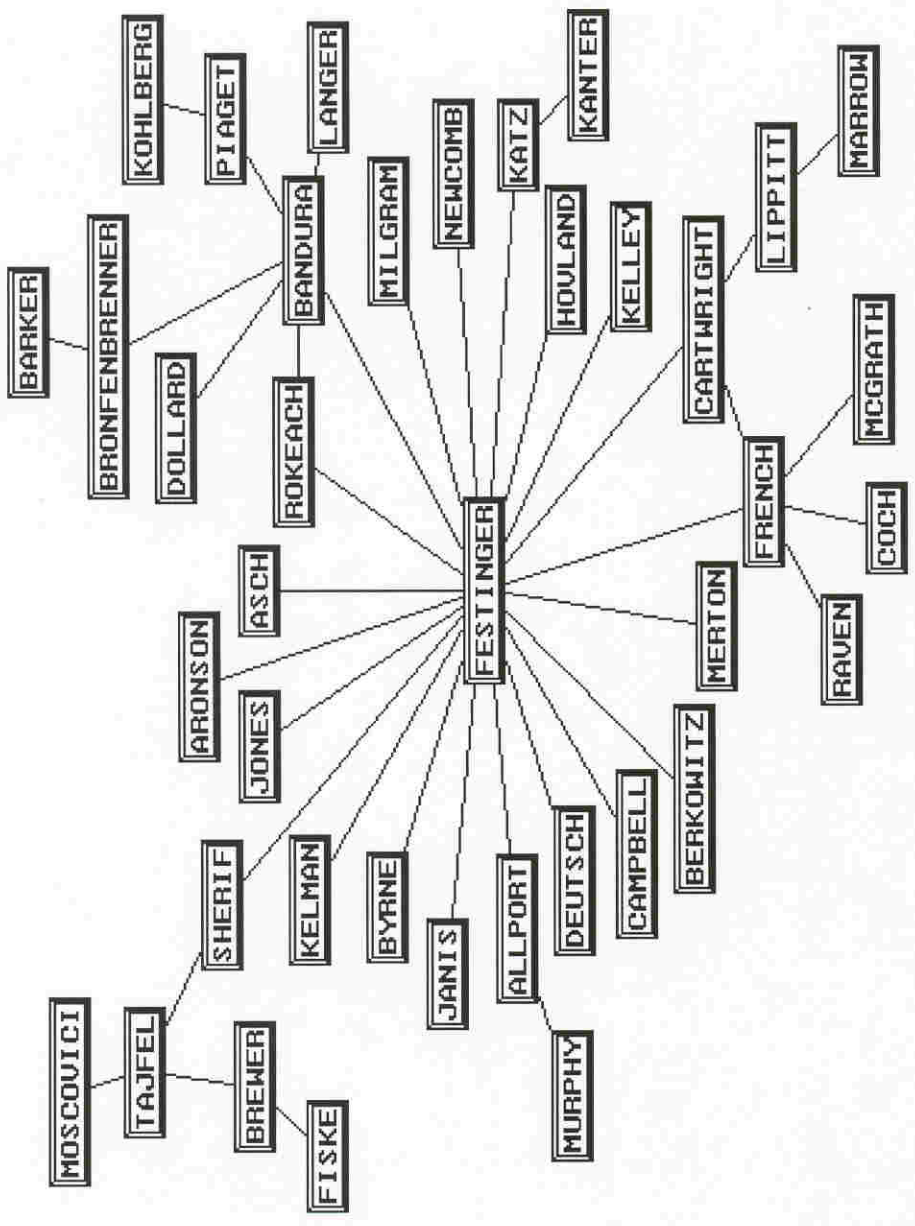 MOSCOVICI
TAJFEL
BREWER
FISKE
SHERIF
KELMAN
BYRNE
JANIS
ALLPORT
MURPHY
DEUTSCH
CAMPBELL
BERKOWITZ
ARONSON
JONES
ASCH
FESTINGER
MERTON
RAVEN
FRENCH
COCH
MCGRATH
BARKER
BRONFENBRENNER
DOLLARD
ROKEACH
BANDURA
KOHLBERG
PIAGET
LANGER
MILGRAM
NEWCOMB
KATZ
KANTER
HOVLAND
KELLEY
CARTWRIGHT
LIPPITT
MARROW